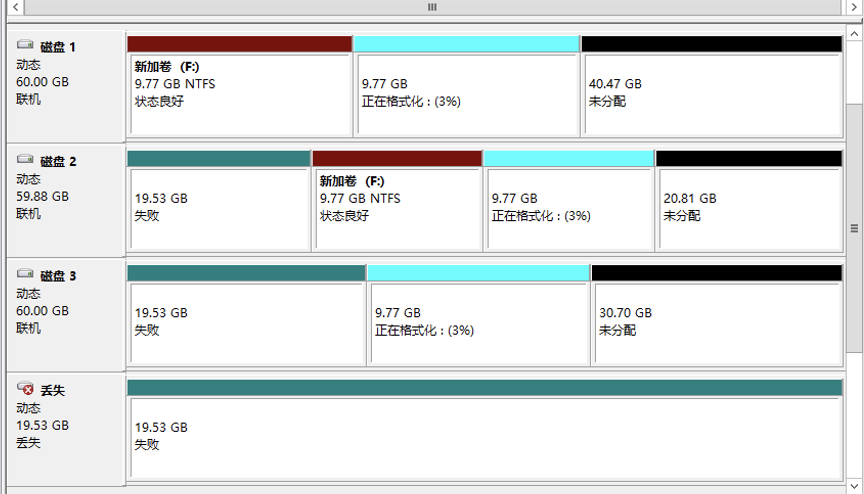 磁盘 1
动态
60.00 GB
联机
新加卷 (F:)
9.77 GB NTFS
状态良好
9.77 GB
正在格式化 : (3%)
40.47 GB
未分配
磁盘 2
动态
59.88 GB
联机
19.53 GB
失败
新加卷 (F:)
9.77 GB NTFS
状态良好
9.77 GB
正在格式化 : (3%)
20.81 GB
未分配
磁盘 3
动态
60.00 GB
联机
19.53 GB
失败
9.77 GB
正在格式化 : (3%)
30.70 GB
未分配
丢失
动态
19.53 GB
丢失
19.53 GB
失败